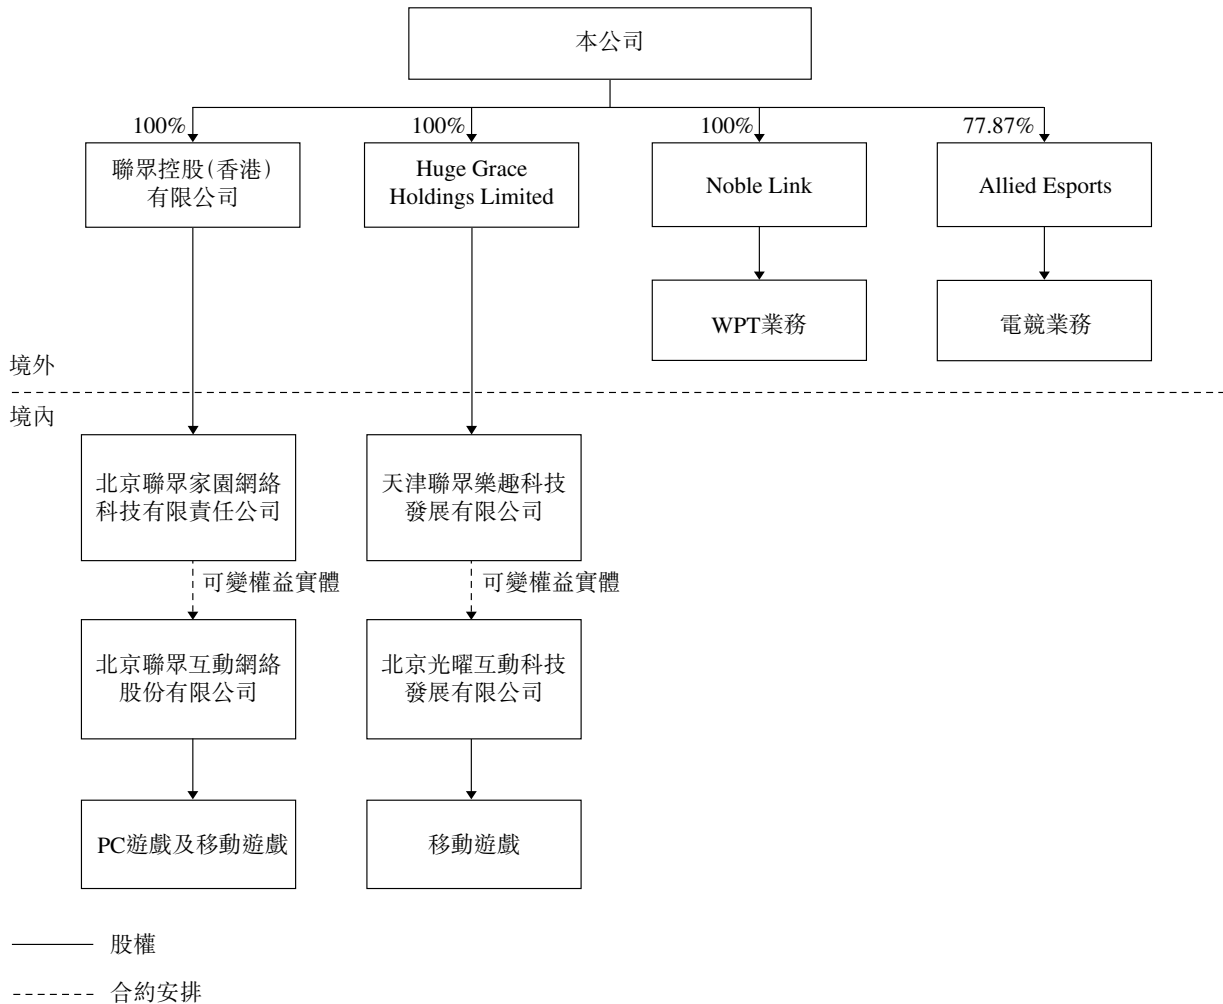 本公司
100%
100%
100%
77.87%
聯眾控股(香港)
有限公司
Huge Grace
Holdings Limited
Noble Link
Allied Esports
WPT業務
電競業務
境外
境內
北京聯眾家園網絡
科技有限責任公司
天津聯眾樂趣科技
發展有限公司
可變權益實體
可變權益實體
北京聯眾互動網絡
股份有限公司
北京光曜互動科技
發展有限公司
PC遊戲及移動遊戲
移動遊戲
股權
合約安排